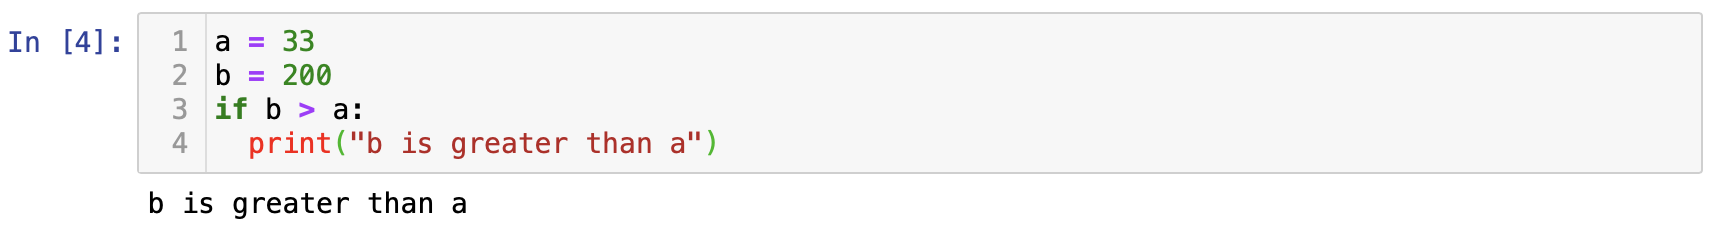 In [4]:
1 a = 33
2 b = 200
3 if b > a:
4   print("b is greater than a")
b is greater than a